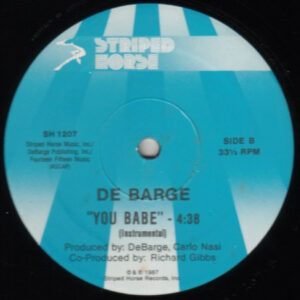 STRIPED
HORSE
SH 1207
Striped Horse Music, Inc./
DeBarge Publishing, Inc./
Fourteen Fifteen Music/
(ASCAP)
SIDE B
33⅓ RPM
DE BARGE
"YOU BABE" - 4:38
(Instrumental)
Produced by: DeBarge, Carlo Nasi
Co-Produced by: Richard Gibbs
© & ℗ 1987
Striped Horse Records, Inc.